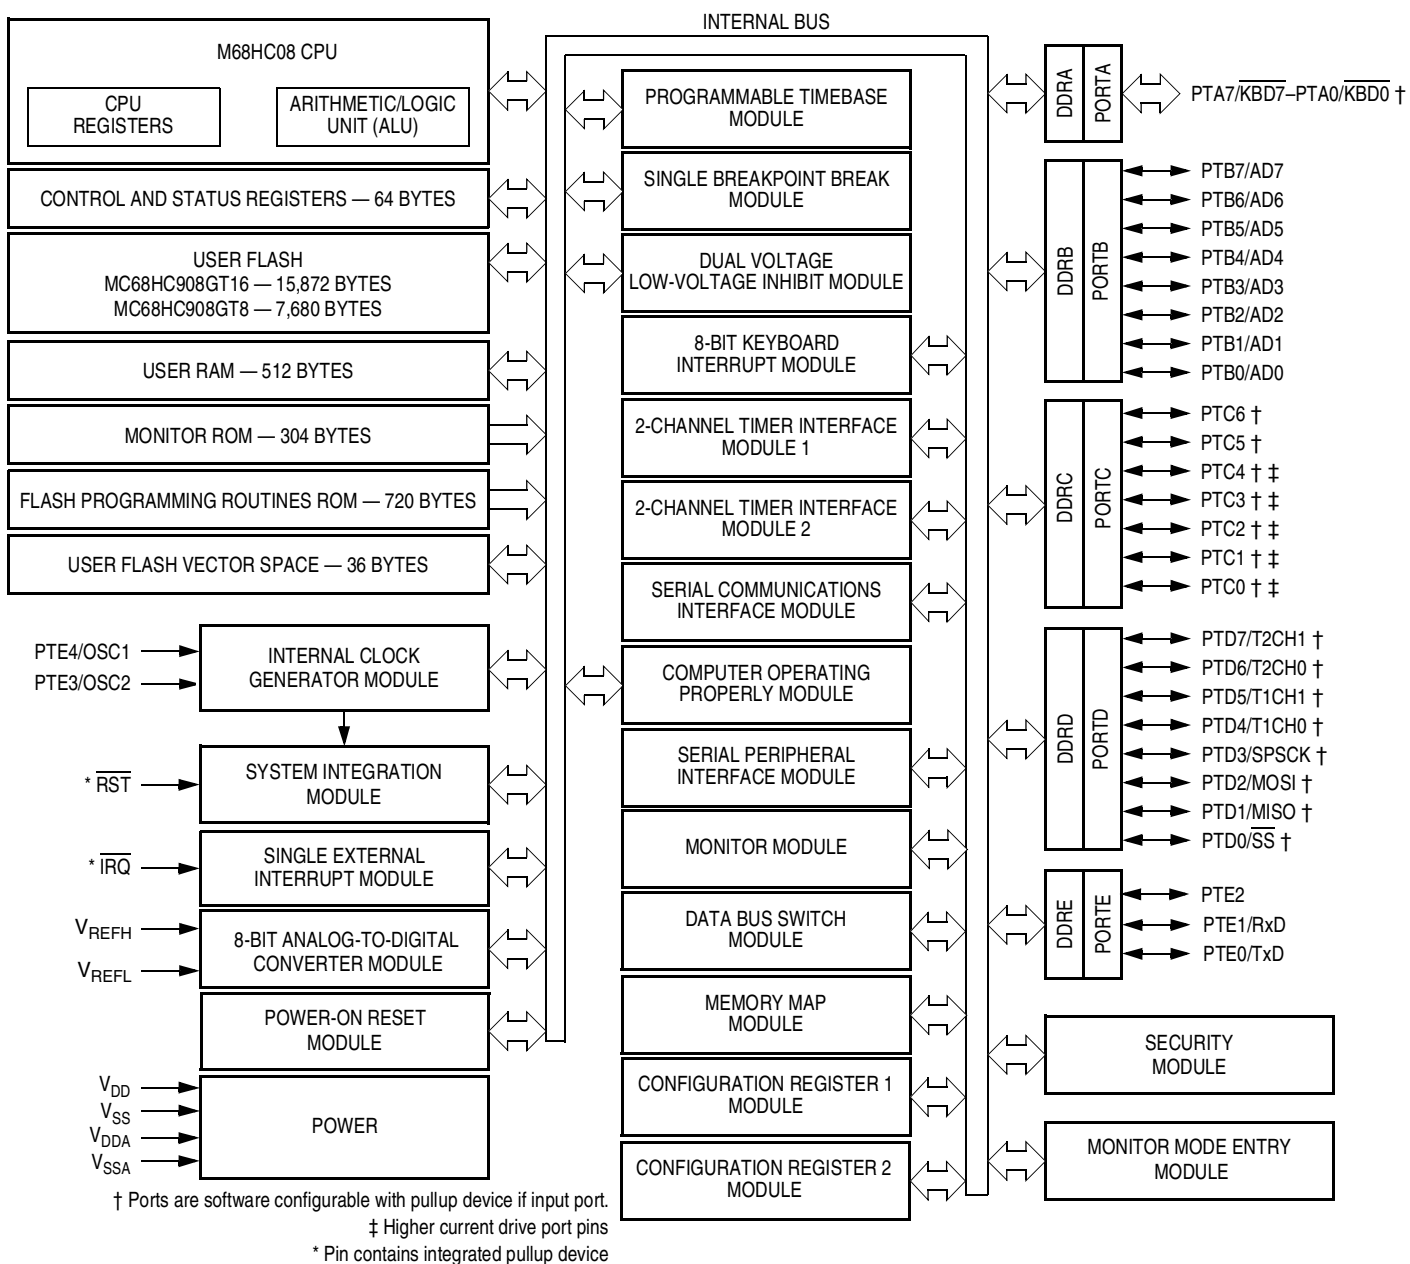 INTERNAL BUS
M68HC08 CPU
CPU
REGISTERS
ARITHMETIC/LOGIC
UNIT (ALU)
CONTROL AND STATUS REGISTERS — 64 BYTES
USER FLASH
MC68HC908GT16 — 15,872 BYTES
MC68HC908GT8 — 7,680 BYTES
USER RAM — 512 BYTES
MONITOR ROM — 304 BYTES
FLASH PROGRAMMING ROUTINES ROM — 720 BYTES
USER FLASH VECTOR SPACE — 36 BYTES
PTE4/OSC1
PTE3/OSC2
INTERNAL CLOCK
GENERATOR MODULE
* R̅S̅T̅
SYSTEM INTEGRATION
MODULE
* I̅R̅Q̅
SINGLE EXTERNAL
INTERRUPT MODULE
VREFH
VREFL
8-BIT ANALOG-TO-DIGITAL
CONVERTER MODULE
POWER-ON RESET
MODULE
VDD
VSS
VDDA
VSSA
POWER
† Ports are software configurable with pullup device if input port.
‡ Higher current drive port pins
* Pin contains integrated pullup device
PROGRAMMABLE TIMEBASE
MODULE
SINGLE BREAKPOINT BREAK
MODULE
DUAL VOLTAGE
LOW-VOLTAGE INHIBIT MODULE
8-BIT KEYBOARD
INTERRUPT MODULE
2-CHANNEL TIMER INTERFACE
MODULE 1
2-CHANNEL TIMER INTERFACE
MODULE 2
SERIAL COMMUNICATIONS
INTERFACE MODULE
COMPUTER OPERATING
PROPERLY MODULE
SERIAL PERIPHERAL
INTERFACE MODULE
MONITOR MODULE
DATA BUS SWITCH
MODULE
MEMORY MAP
MODULE
CONFIGURATION REGISTER 1
MODULE
CONFIGURATION REGISTER 2
MODULE
DDRA
PORTA
PTA7/K̅B̅D̅7̅–PTA0/K̅B̅D̅0̅ †
DDRB
PORTB
PTB7/AD7
PTB6/AD6
PTB5/AD5
PTB4/AD4
PTB3/AD3
PTB2/AD2
PTB1/AD1
PTB0/AD0
DDRC
PORTC
PTC6 †
PTC5 †
PTC4 † ‡
PTC3 † ‡
PTC2 † ‡
PTC1 † ‡
PTC0 † ‡
DDRD
PORTD
PTD7/T2CH1 †
PTD6/T2CH0 †
PTD5/T1CH1 †
PTD4/T1CH0 †
PTD3/SPSCK †
PTD2/MOSI †
PTD1/MISO †
PTD0/S̅S̅ †
DDRE
PORTE
PTE2
PTE1/RxD
PTE0/TxD
SECURITY
MODULE
MONITOR MODE ENTRY
MODULE